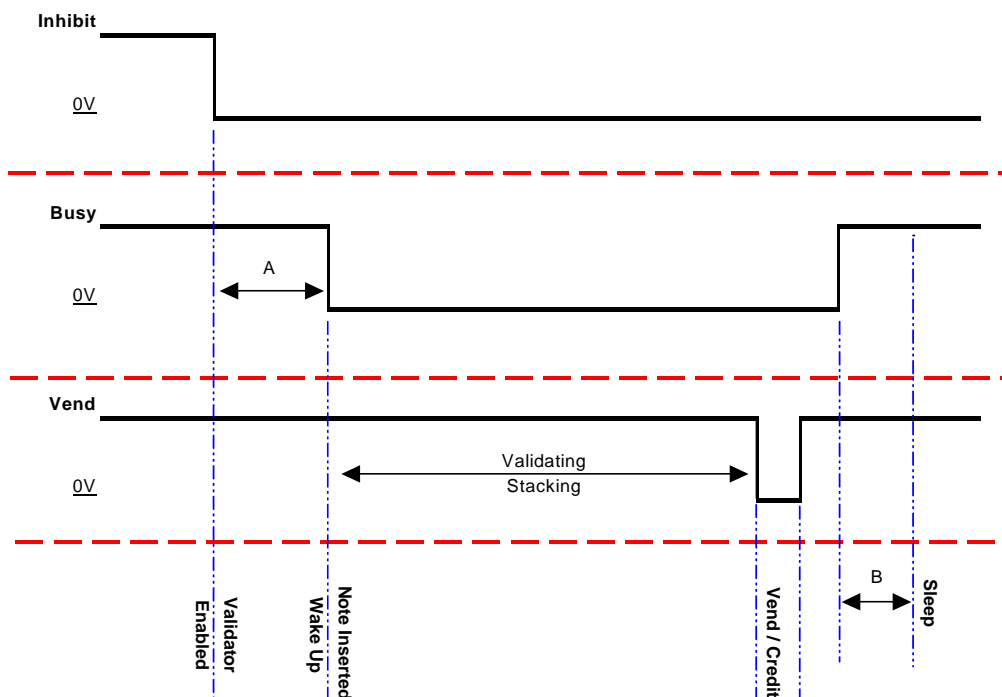 Inhibit
0V
Busy
A
0V
Vend
Validating
Stacking
0V
Validator
Enabled
Note Inserted
Wake Up
Vend / Credit
B
Sleep